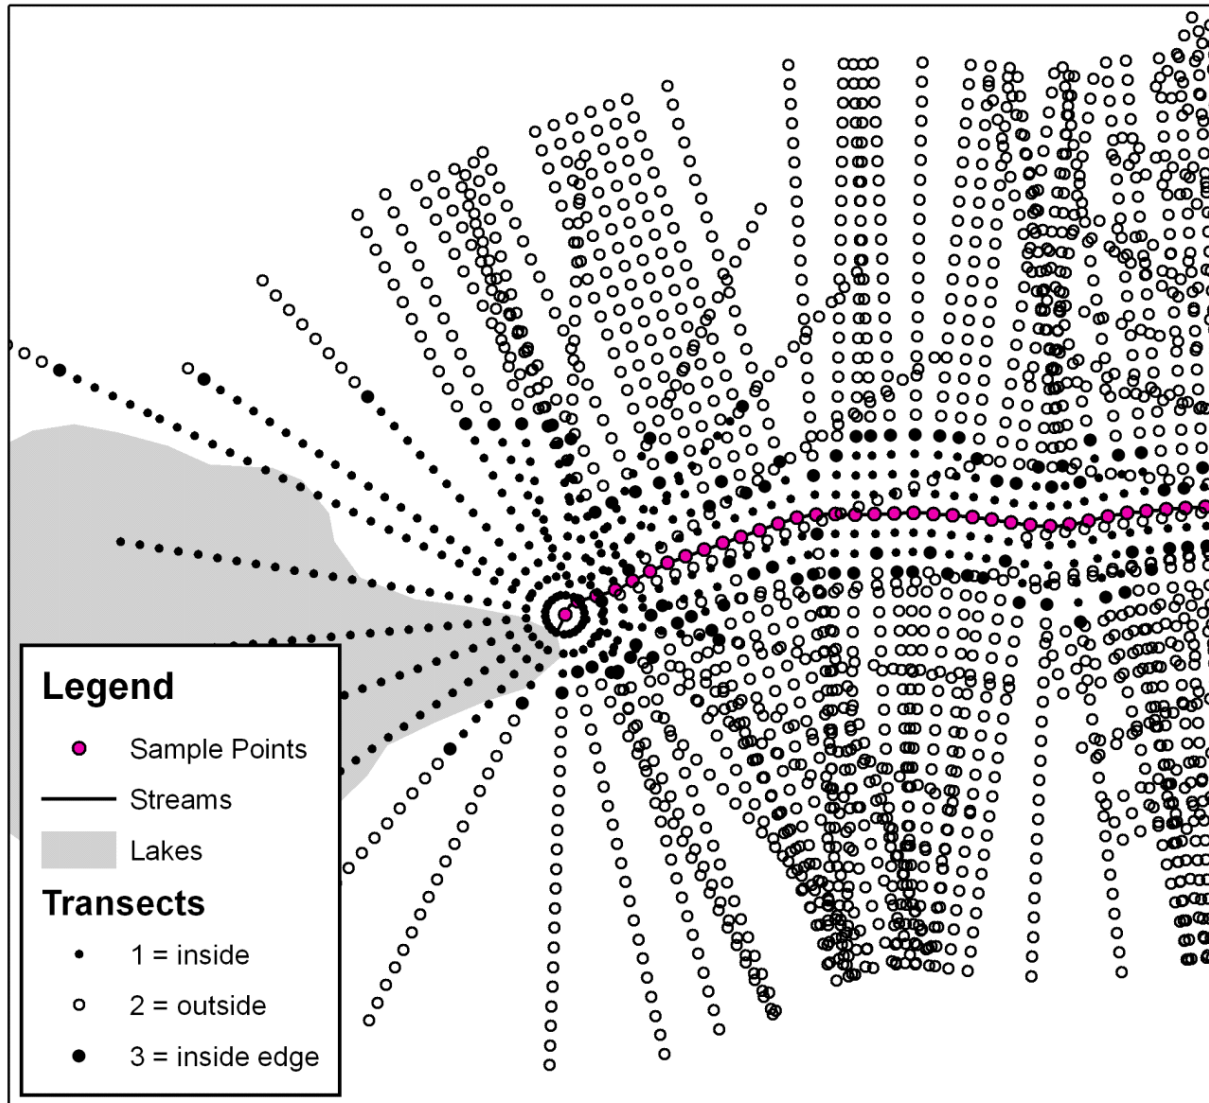 Legend
Sample Points
Streams
Lakes
Transects
1 = inside
2 = outside
3 = inside edge